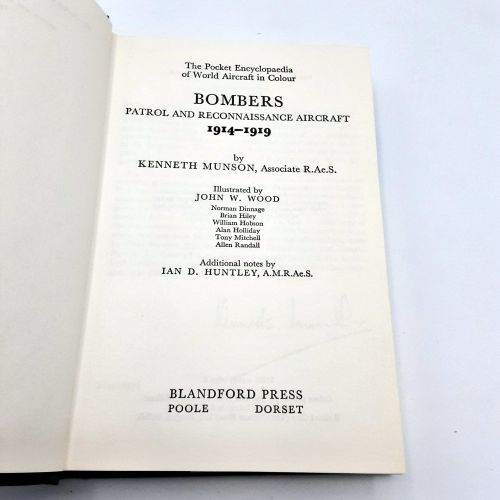 The Pocket Encyclopaedia
of World Aircraft in Colour
BOMBERS
PATROL AND RECONNAISSANCE AIRCRAFT
1914–1919
by
KENNETH MUNSON, Associate R.Ae.S.
Illustrated by
JOHN W. WOOD
Norman Dinnage
Brian Hiley
William Hobson
Alan Holliday
Tony Mitchell
Allen Randall
Additional notes by
IAN D. HUNTLEY, A.M.R.Ae.S.
BLANDFORD PRESS
POOLE DORSET